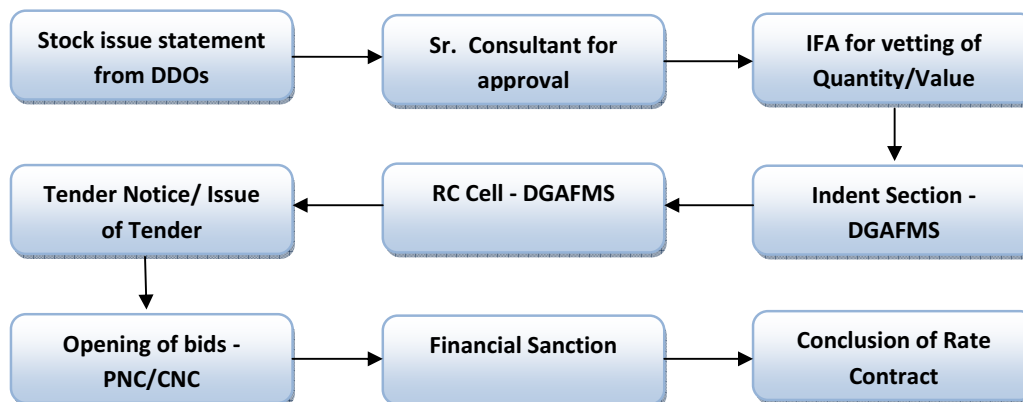 Stock issue statement
from DDOs
Sr. Consultant for
approval
IFA for vetting of
Quantity/Value
Indent Section -
DGAFMS
RC Cell - DGAFMS
Tender Notice/ Issue
of Tender
Opening of bids -
PNC/CNC
Financial Sanction
Conclusion of Rate
Contract